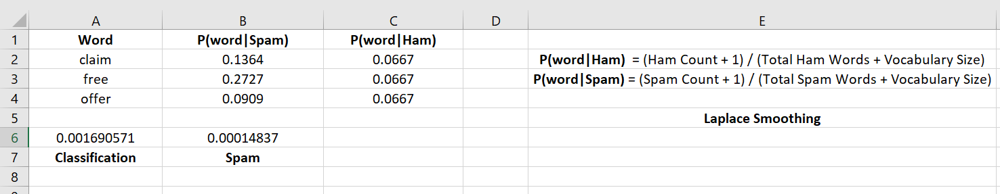 A B C D E
1 Word P(word|Spam) P(word|Ham)
2 claim 0.1364 0.0667 P(word|Ham) = (Ham Count + 1) / (Total Ham Words + Vocabulary Size)
3 free 0.2727 0.0667 P(word|Spam) = (Spam Count + 1) / (Total Spam Words + Vocabulary Size)
4 offer 0.0909 0.0667
5 Laplace Smoothing
6 0.001690571 0.00014837
7 Classification Spam
8